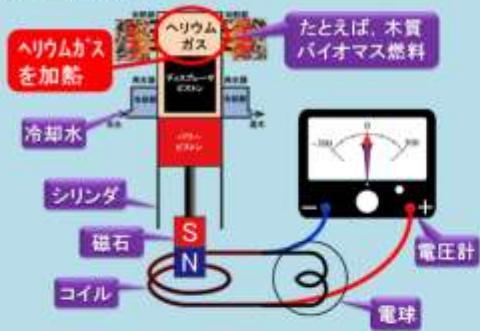 ヘリウム
ガス
ヘリウムガス
を加熱
たとえば、木質
バイオマス燃料
ディスプレーサ
ピストン
冷却水
パワー
ピストン
シリンダ
磁石
S
N
コイル
0
-300
300
−
+
電圧計
電球